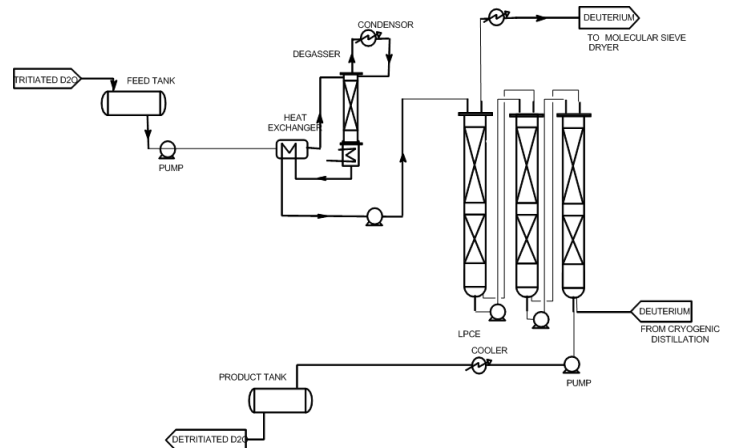 CONDENSOR
DEUTERIUM
TO MOLECULAR SIEVE
DRYER
DEGASSER
TRITIATED D2O
FEED TANK
HEAT
EXCHANGER
PUMP
DEUTERIUM
FROM CRYOGENIC
DISTILLATION
LPCE
COOLER
PUMP
PRODUCT TANK
DETRITIATED D2O